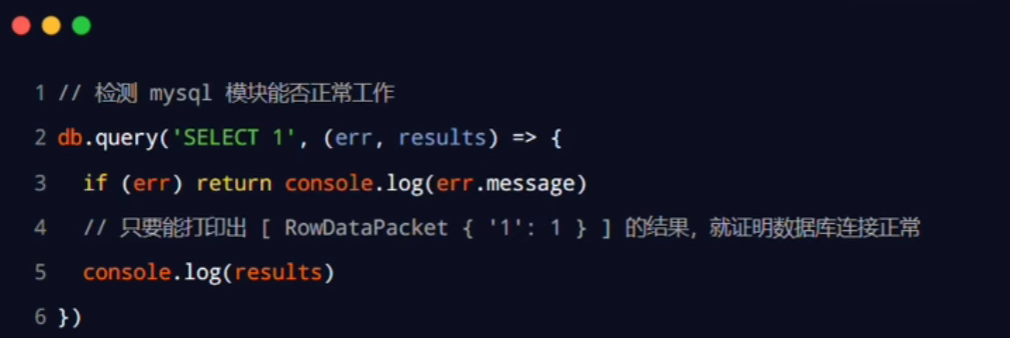 1 // 检测 mysql 模块能否正常工作
2 db.query('SELECT 1', (err, results) => {
3   if (err) return console.log(err.message)
4   // 只要能打印出 [ RowDataPacket { '1': 1 } ] 的结果，就证明数据库连接正常
5   console.log(results)
6 })